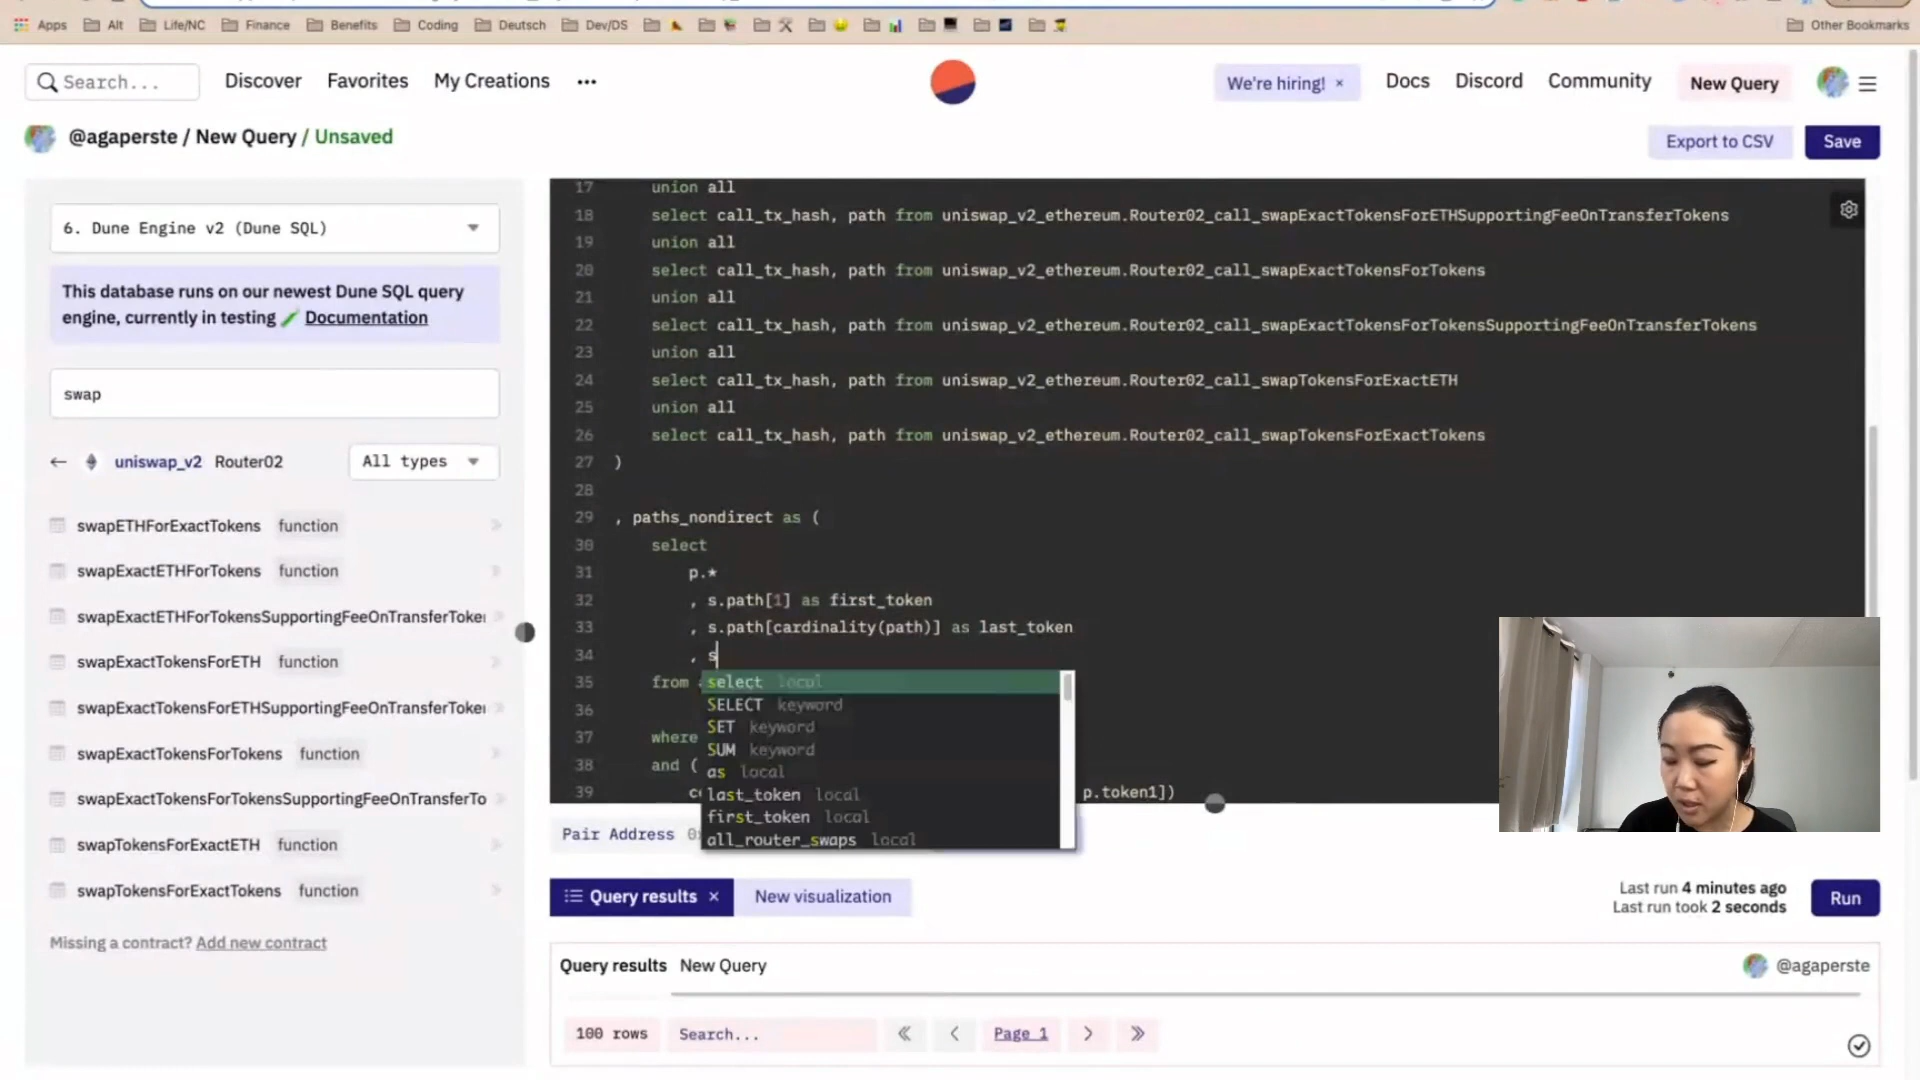 Apps Alt Life/NC Finance Benefits Coding Deutsch Dev/DS Other Bookmarks
Search... Discover Favorites My Creations ••• We're hiring! × Docs Discord Community New Query
@agaperste / New Query / Unsaved
Export to CSV Save
6. Dune Engine v2 (Dune SQL)
This database runs on our newest Dune SQL query
engine, currently in testing Documentation
swap
uniswap_v2 Router02 All types
swapETHForExactTokens function
swapExactETHForTokens function
swapExactETHForTokensSupportingFeeOnTransferToke
swapExactTokensForETH function
swapExactTokensForETHSupportingFeeOnTransferToke
swapExactTokensForTokens function
swapExactTokensForTokensSupportingFeeOnTransferTo
swapTokensForExactETH function
swapTokensForExactTokens function
Missing a contract? Add new contract
17 union all
18 select call_tx_hash, path from uniswap_v2_ethereum.Router02_call_swapExactTokensForETHSupportingFeeOnTransferTokens
19 union all
20 select call_tx_hash, path from uniswap_v2_ethereum.Router02_call_swapExactTokensForTokens
21 union all
22 select call_tx_hash, path from uniswap_v2_ethereum.Router02_call_swapExactTokensForTokensSupportingFeeOnTransferTokens
23 union all
24 select call_tx_hash, path from uniswap_v2_ethereum.Router02_call_swapTokensForExactETH
25 union all
26 select call_tx_hash, path from uniswap_v2_ethereum.Router02_call_swapTokensForExactTokens
27 )
28
29 , paths_nondirect as (
30 select
31 p.*
32 , s.path[1] as first_token
33 , s.path[cardinality(path)] as last_token
34 , s
35 from
36
37 where
38 and (
39 p.token1])
select local
SELECT keyword
SET keyword
SUM keyword
as local
last_token local
first_token local
all_router_swaps local
Pair Address
Query results × New visualization
Last run 4 minutes ago
Last run took 2 seconds
Run
Query results New Query @agaperste
100 rows Search... « < Page 1 > »